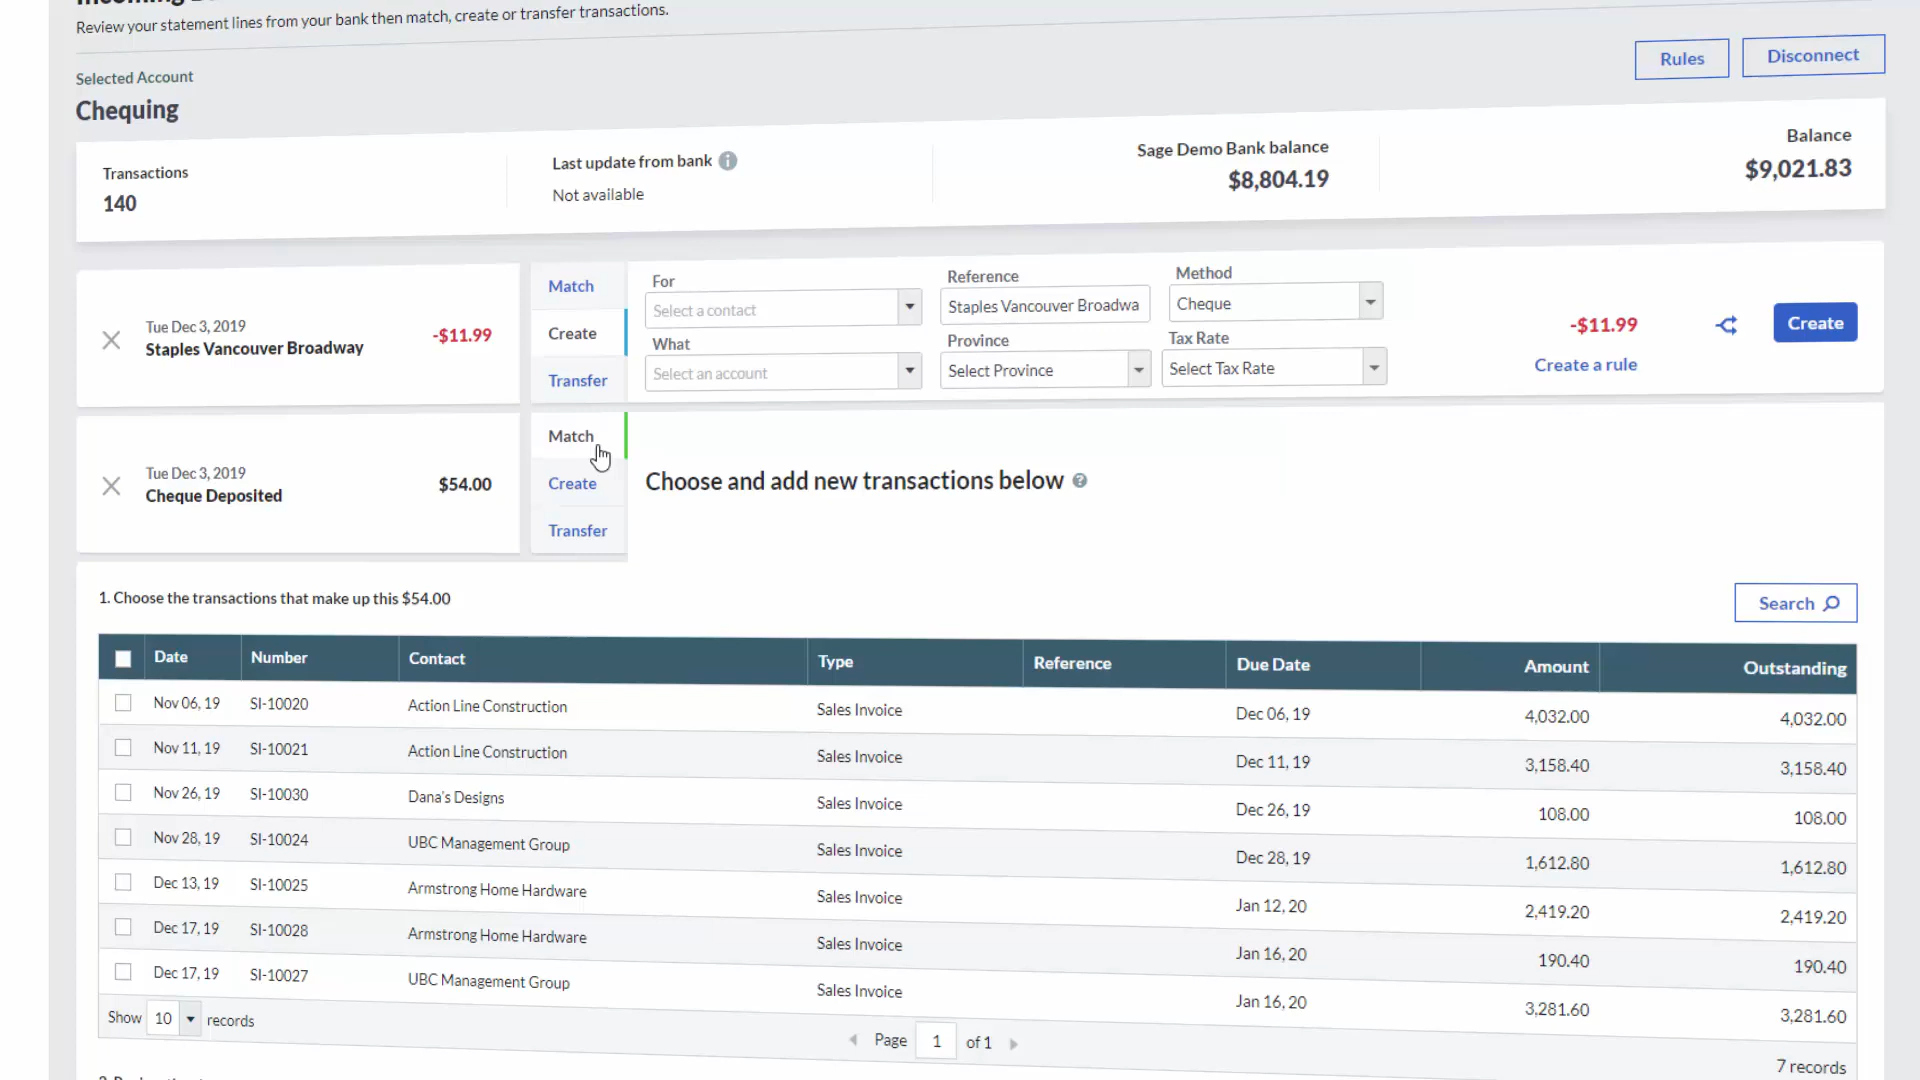 Review your statement lines from your bank then match, create or transfer transactions.
Rules
Disconnect
Selected Account
Chequing
Transactions
140
Last update from bank
Not available
Sage Demo Bank balance
$8,804.19
Balance
$9,021.83
Tue Dec 3, 2019
Staples Vancouver Broadway
-$11.99
Match
Create
Transfer
For
Select a contact
What
Select an account
Reference
Staples Vancouver Broadwa
Province
Select Province
Method
Cheque
Tax Rate
Select Tax Rate
-$11.99
Create a rule
Create
Tue Dec 3, 2019
Cheque Deposited
$54.00
Match
Create
Transfer
Choose and add new transactions below
1. Choose the transactions that make up this $54.00
Search
Date Number Contact Type Reference Due Date Amount Outstanding
Nov 06, 19 SI-10020 Action Line Construction Sales Invoice Dec 06, 19 4,032.00 4,032.00
Nov 11, 19 SI-10021 Action Line Construction Sales Invoice Dec 11, 19 3,158.40 3,158.40
Nov 26, 19 SI-10030 Dana's Designs Sales Invoice Dec 26, 19 108.00 108.00
Nov 28, 19 SI-10024 UBC Management Group Sales Invoice Dec 28, 19 1,612.80 1,612.80
Dec 13, 19 SI-10025 Armstrong Home Hardware Sales Invoice Jan 12, 20 2,419.20 2,419.20
Dec 17, 19 SI-10028 Armstrong Home Hardware Sales Invoice Jan 16, 20 190.40 190.40
Dec 17, 19 SI-10027 UBC Management Group Sales Invoice Jan 16, 20 3,281.60 3,281.60
Show 10 records
Page 1 of 1
7 records